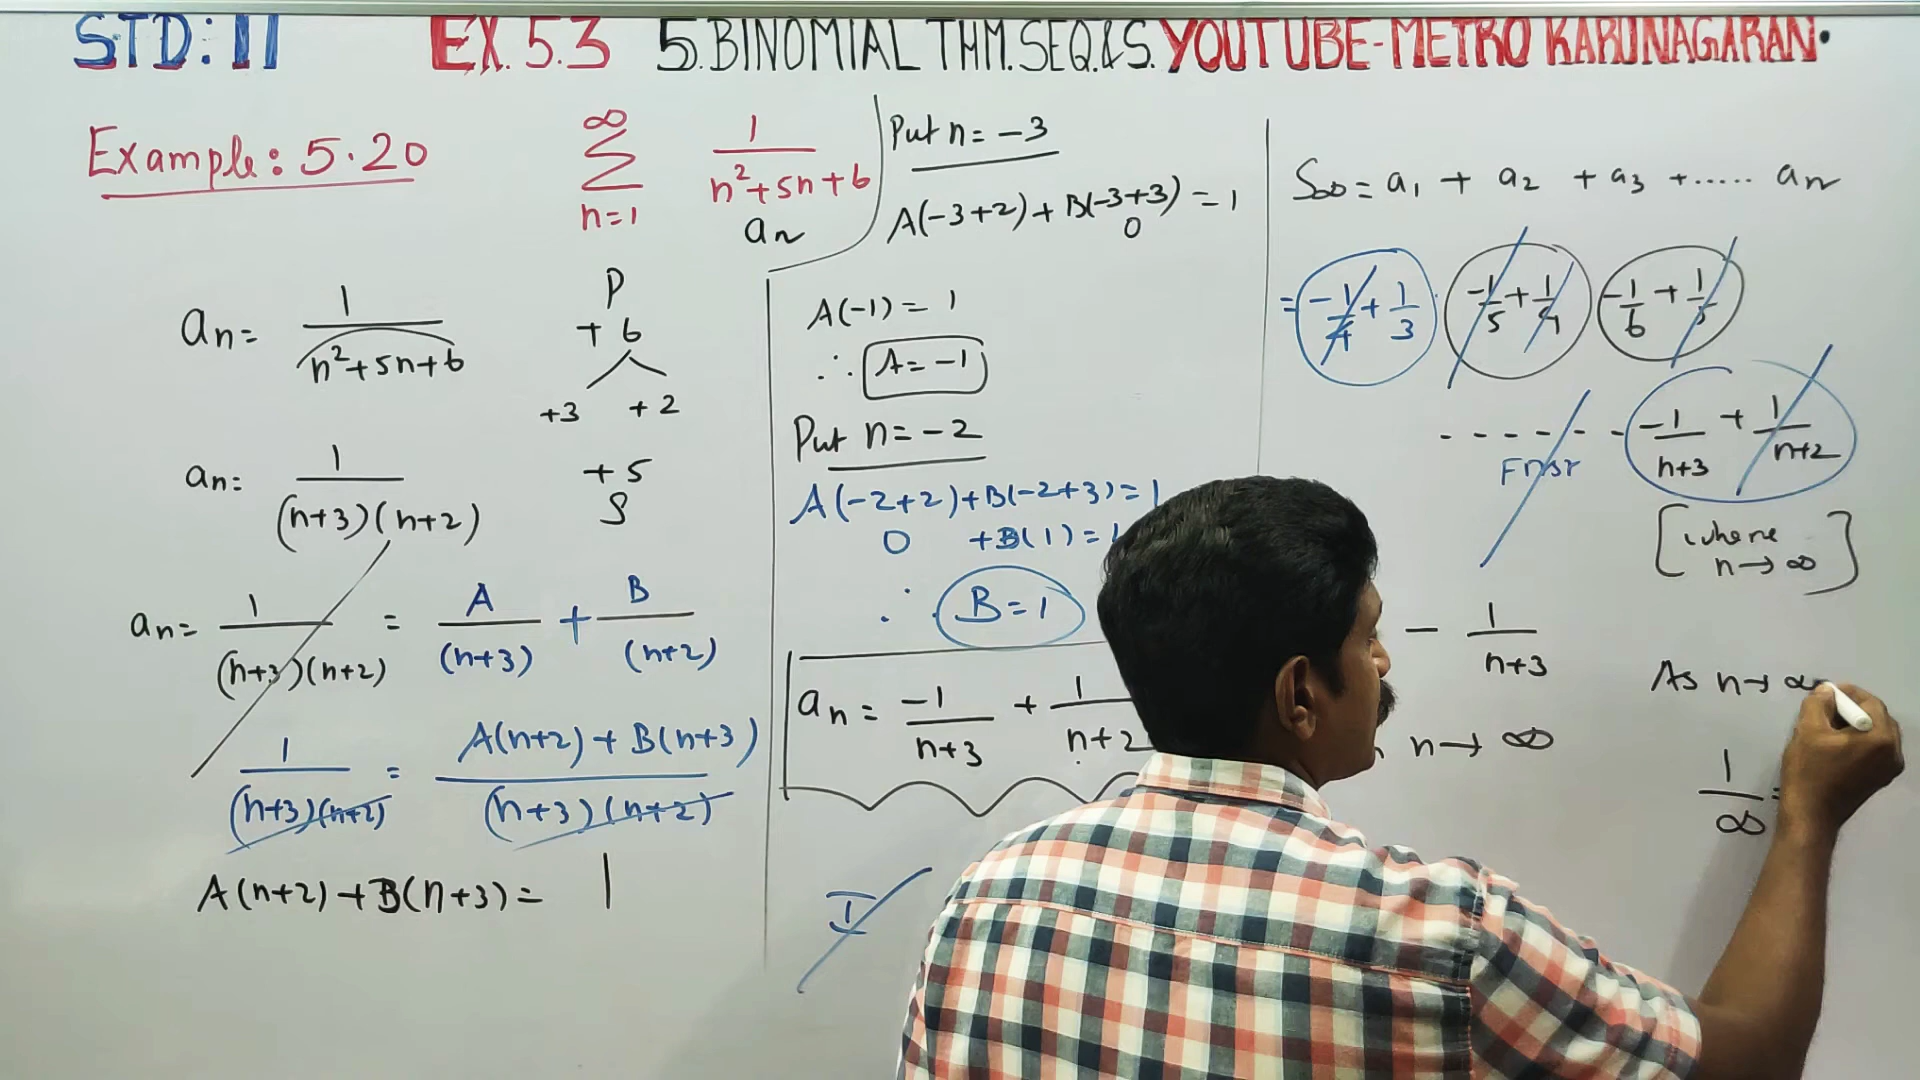 STD: 11 EX. 5.3 5. BINOMIAL THM. SEQ.&S. YOUTUBE-METRO KARUNAGARAN.
Example: 5.20
∞
Σ
n=1
1
n²+5n+6
an
an= 1
n²+5n+6
P
+6
+3 +2
+5
S
an= 1
(n+3)(n+2)
an= 1 = A + B
(n+3)(n+2) (n+3) (n+2)
1 = A(n+2)+B(n+3)
(n+3)(n+2) (n+3)(n+2)
A(n+2)+B(n+3)= 1
Put n=-3
A(-3+2)+B(-3+3)=1
0
A(-1)=1
∴ A=-1
Put n=-2
A(-2+2)+B(-2+3)=1
0 +B(1)=1
∴ B=1
an = -1 + 1
n+3 n+2
I
S∞=a1+a2+a3+..... an
= -1/4+1/3 -1/5+1/4 -1/6+1/5
------ -1 + 1
n+3 n+2
First
[where
n→∞]
- 1
n+3
n→∞
As n→∞
1 =
∞